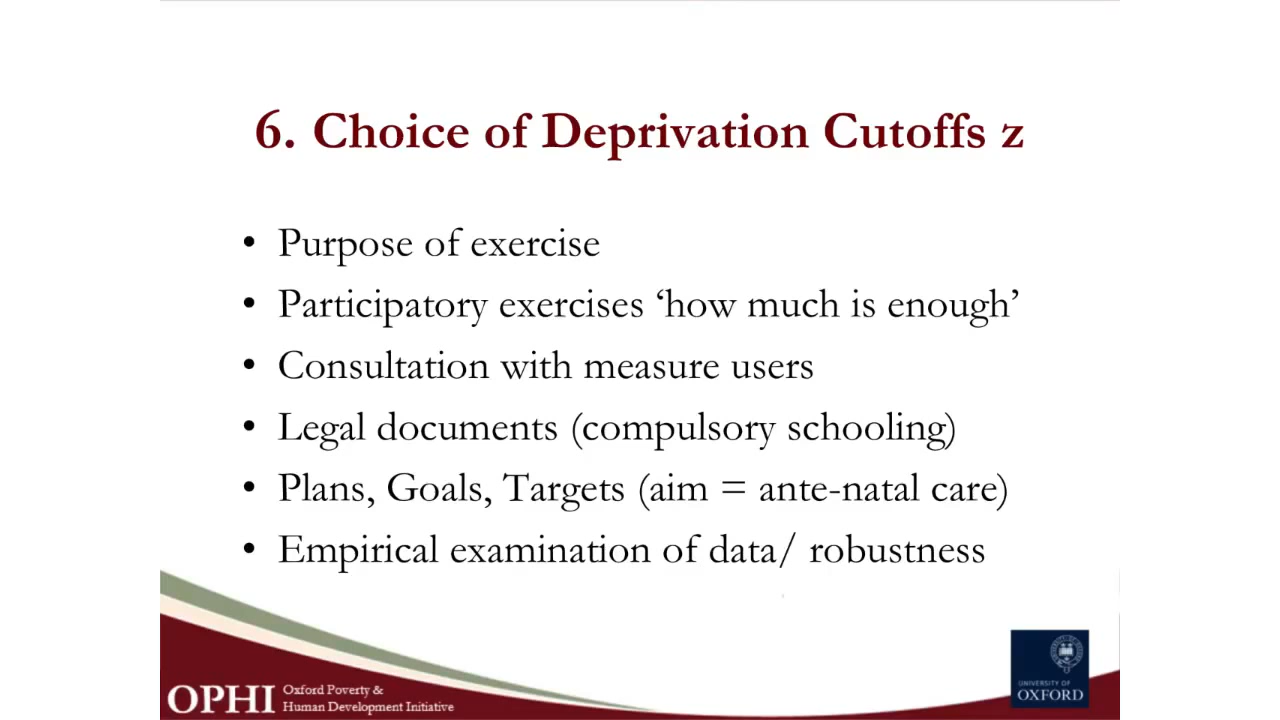 6. Choice of Deprivation Cutoffs z
• Purpose of exercise
• Participatory exercises ‘how much is enough’
• Consultation with measure users
• Legal documents (compulsory schooling)
• Plans, Goals, Targets (aim = ante-natal care)
• Empirical examination of data/ robustness
OPHI
Oxford Poverty &
Human Development Initiative
UNIVERSITY OF
OXFORD